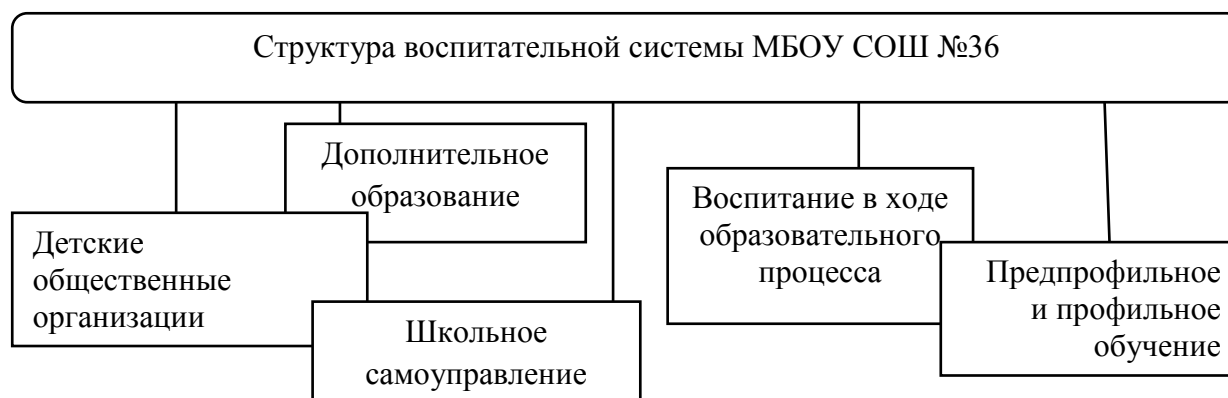 Структура воспитательной системы МБОУ СОШ №36
Дополнительное
образование
Детские
общественные
организации
Школьное
самоуправление
Воспитание в ходе
образовательного
процесса
Предпрофильное
и профильное
обучение